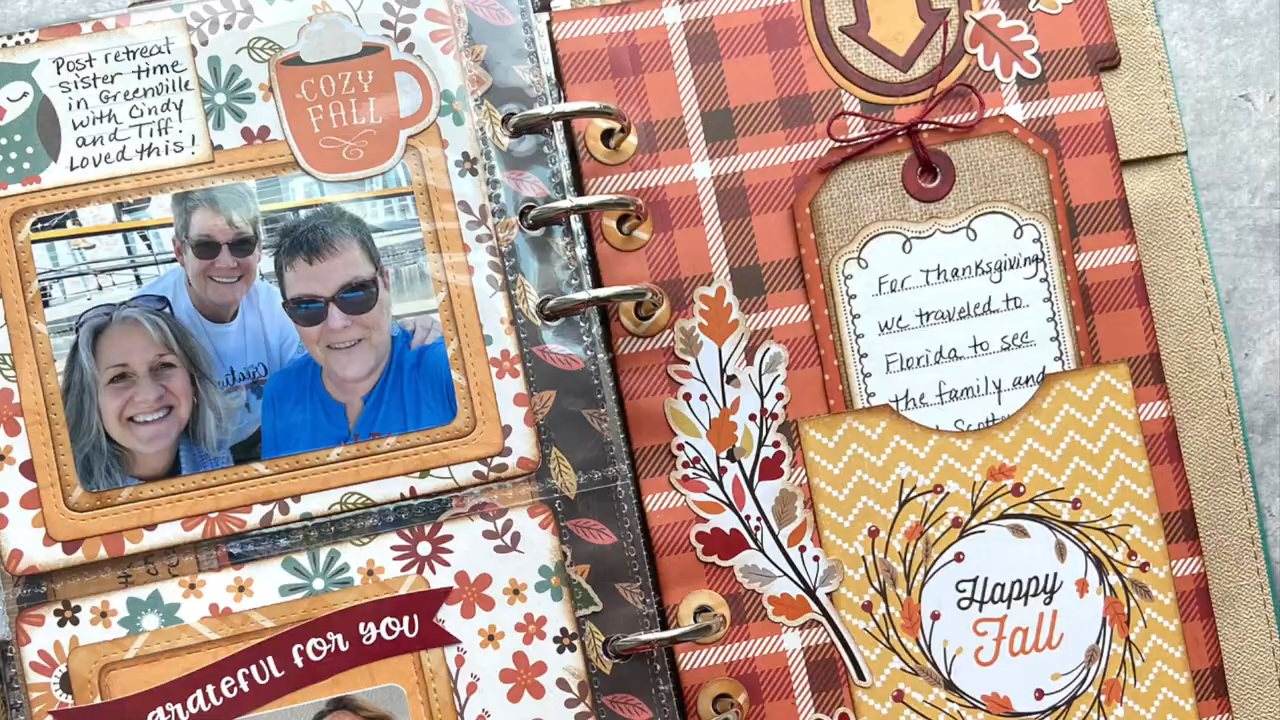 Post retreat
sister time
in Greenville
with Cindy
and Tiff.
Loved this!
COZY
FALL
grateful for you
For Thanksgiving
we traveled to
Florida to see
the family and
Happy
Fall